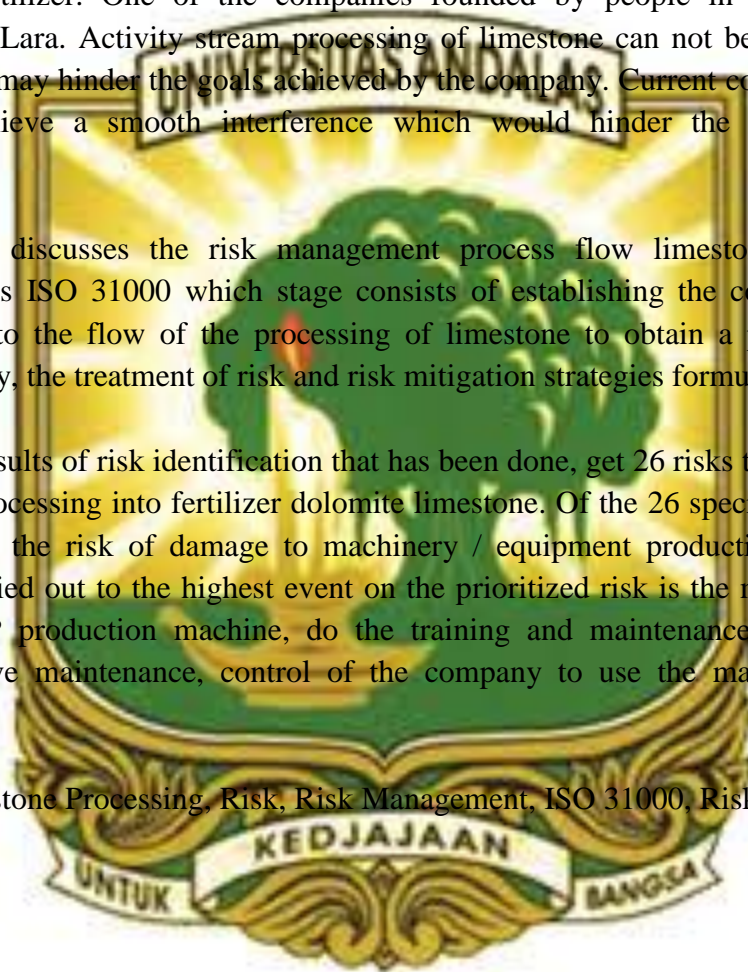 tilizer. One of the companies founded by people in
Lara. Activity stream processing of limestone can not be
UNIVERSITAS ANDALAS
may hinder the goals achieved by the company. Current co
ieve a smooth interference which would hinder the
discusses the risk management process flow limesto
s ISO 31000 which stage consists of establishing the co
to the flow of the processing of limestone to obtain a
y, the treatment of risk and risk mitigation strategies formu
sults of risk identification that has been done, get 26 risks t
ocessing into fertilizer dolomite limestone. Of the 26 speci
the risk of damage to machinery / equipment producti
ied out to the highest event on the prioritized risk is the
production machine, do the training and maintenance
ve maintenance, control of the company to use the ma
stone Processing, Risk, Risk Management, ISO 31000, Risk
KEDJAJAAN
UNTUK BANGSA